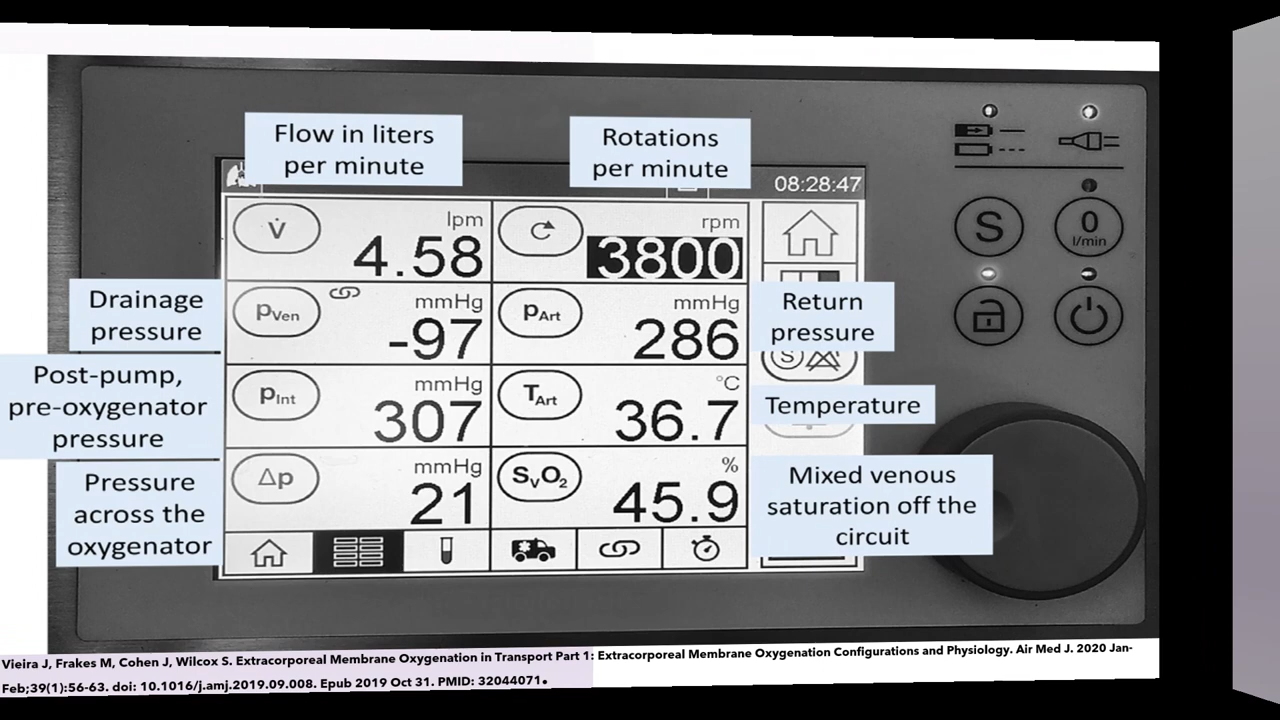 Flow in liters
per minute
Rotations
per minute
08:28:47
V̇
lpm
4.58
rpm
3800
S
0
l/min
Drainage
pressure
pVen
mmHg
-97
pArt
mmHg
286
Return
pressure
Post-pump,
pre-oxygenator
pressure
pInt
mmHg
307
TArt
°C
36.7
S
Temperature
Pressure
across the
oxygenator
Δp
mmHg
21
SvO2
%
45.9
Mixed venous
saturation off the
circuit
Vieira J, Frakes M, Cohen J, Wilcox S. Extracorporeal Membrane Oxygenation in Transport Part 1: Extracorporeal Membrane Oxygenation Configurations and Physiology. Air Med J. 2020 Jan-
Feb;39(1):56-63. doi: 10.1016/j.amj.2019.09.008. Epub 2019 Oct 31. PMID: 32044071.